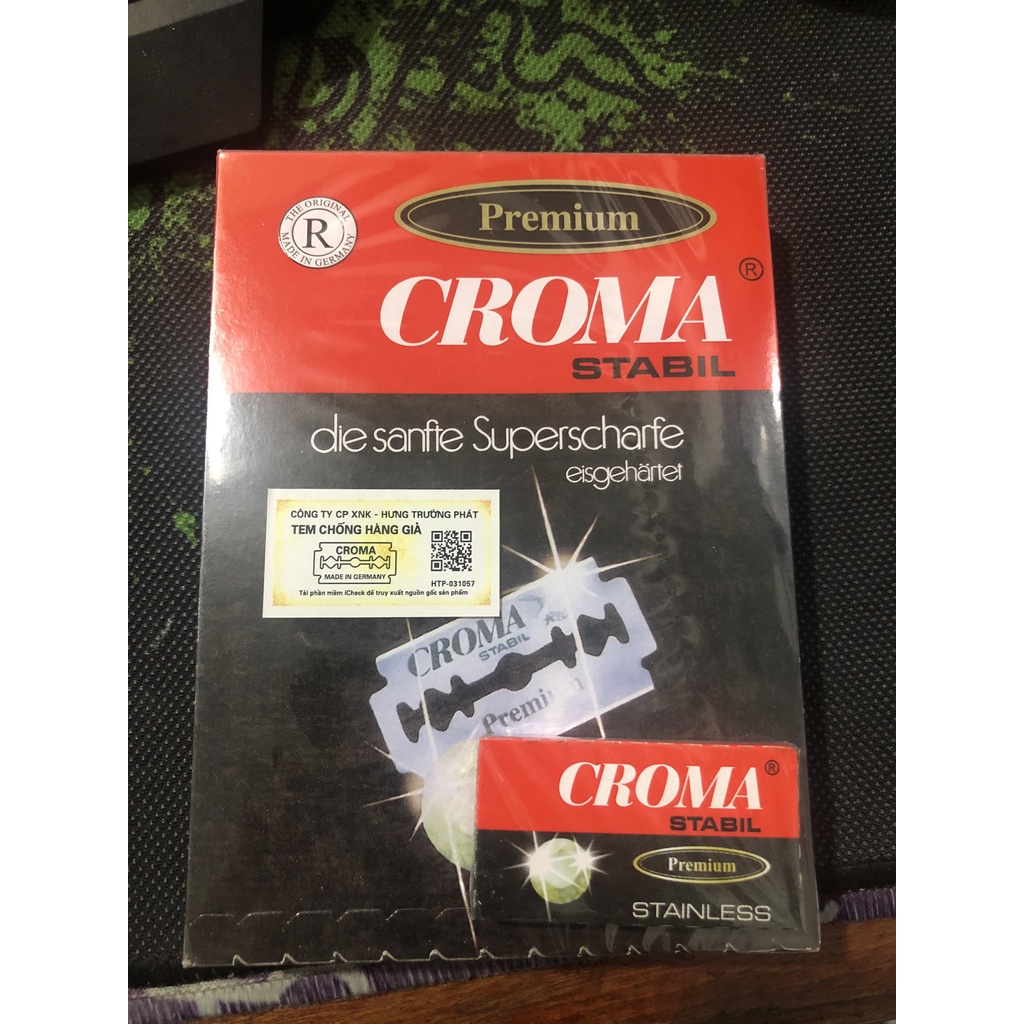 THE ORIGINAL
R
MADE IN GERMANY
Premium
CROMA ®
STABIL
die sanfte Superscharfe
eisgehärtet
CÔNG TY CP XNK - HƯNG TRƯỜNG PHÁT
TEM CHỐNG HÀNG GIẢ
CROMA
MADE IN GERMANY
HTP-031057
Tải phần mềm iCheck để truy xuất nguồn gốc sản phẩm
CROMA
STABIL
Premium
CROMA ®
STABIL
Premium
STAINLESS